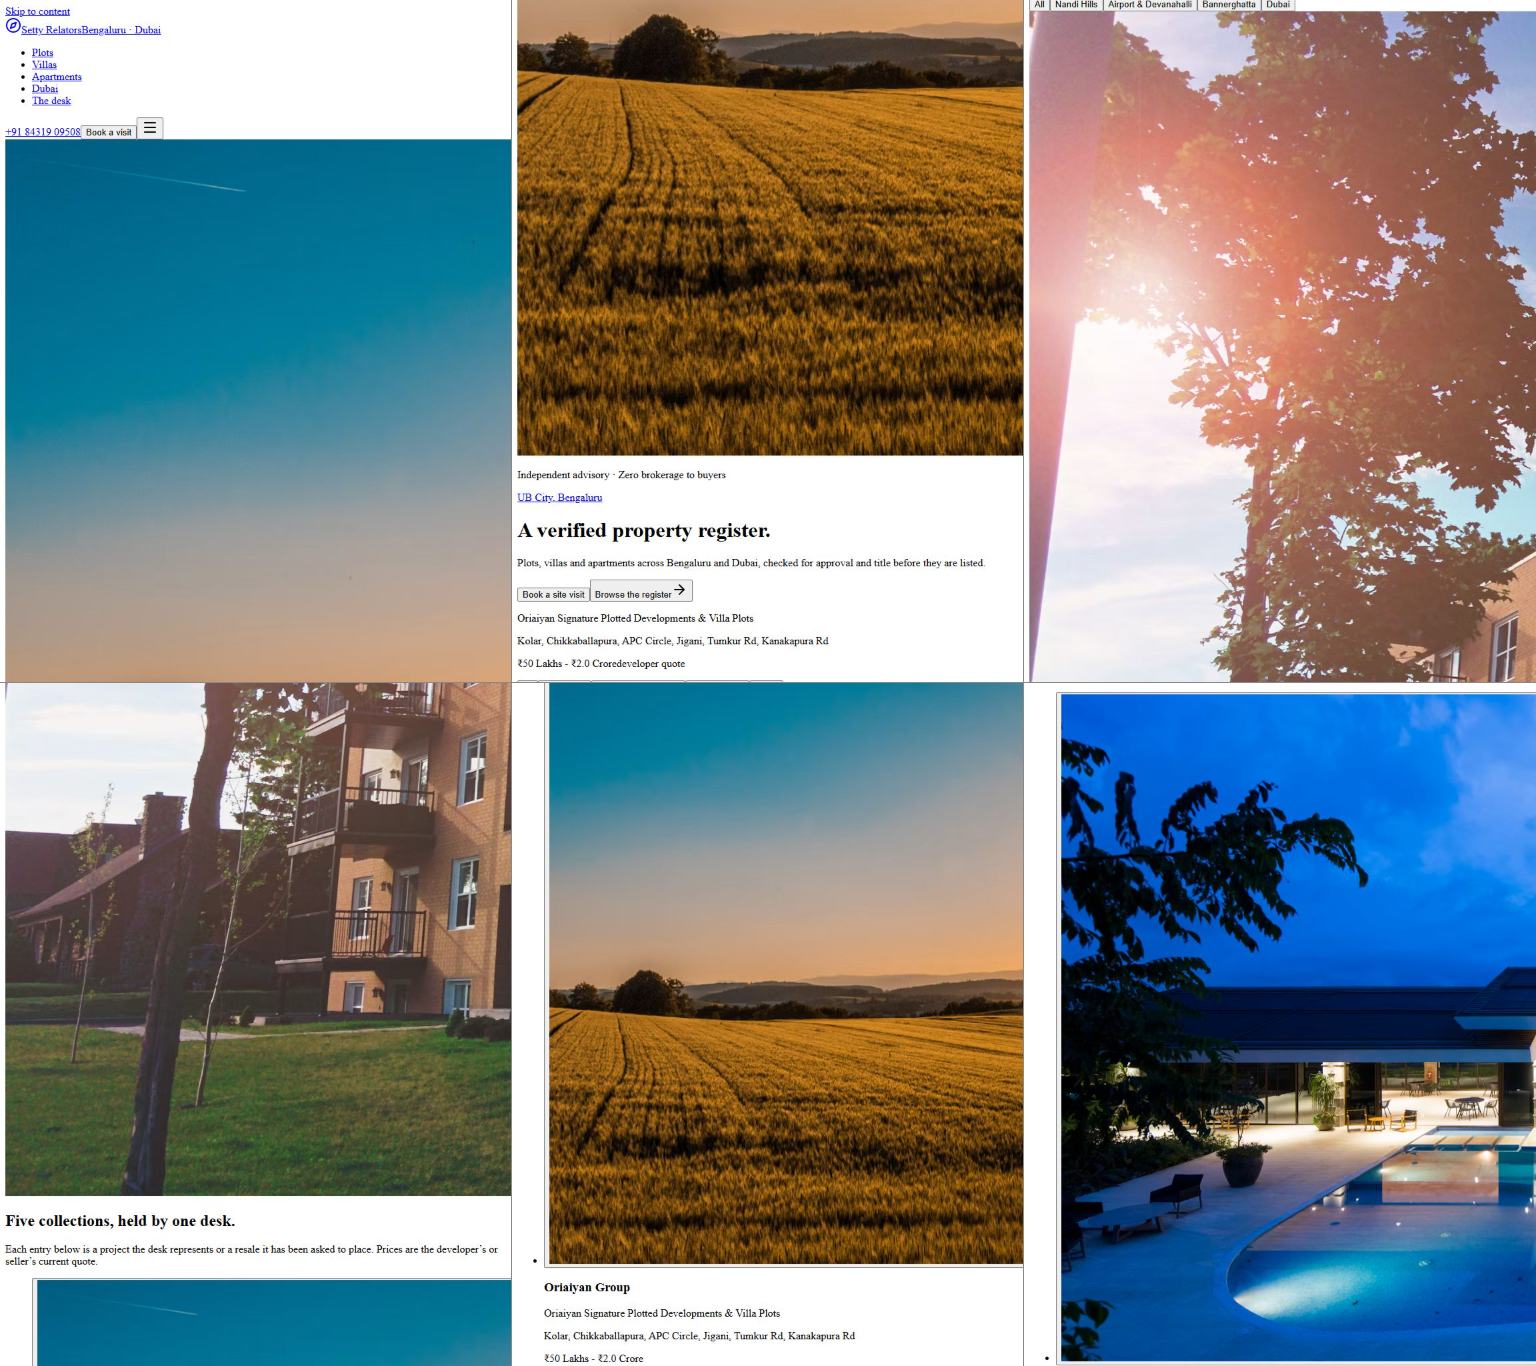 Skip to content
Setty RelatorsBengaluru · Dubai
Plots
Villas
Apartments
Dubai
The desk
+91 84319 09508
Book a visit
Independent advisory · Zero brokerage to buyers
UB City, Bengaluru
A verified property register.
Plots, villas and apartments across Bengaluru and Dubai, checked for approval and title before they are listed.
Book a site visit
Browse the register
Oriaiyan Signature Plotted Developments & Villa Plots
Kolar, Chikkaballapura, APC Circle, Jigani, Tumkur Rd, Kanakapura Rd
₹50 Lakhs - ₹2.0 Croredeveloper quote
All
Nandi Hills
Airport & Devanahalli
Bannerghatta
Dubai
Five collections, held by one desk.
Each entry below is a project the desk represents or a resale it has been asked to place. Prices are the developer’s or
seller’s current quote.
Oriaiyan Group
Oriaiyan Signature Plotted Developments & Villa Plots
Kolar, Chikkaballapura, APC Circle, Jigani, Tumkur Rd, Kanakapura Rd
₹50 Lakhs - ₹2.0 Crore